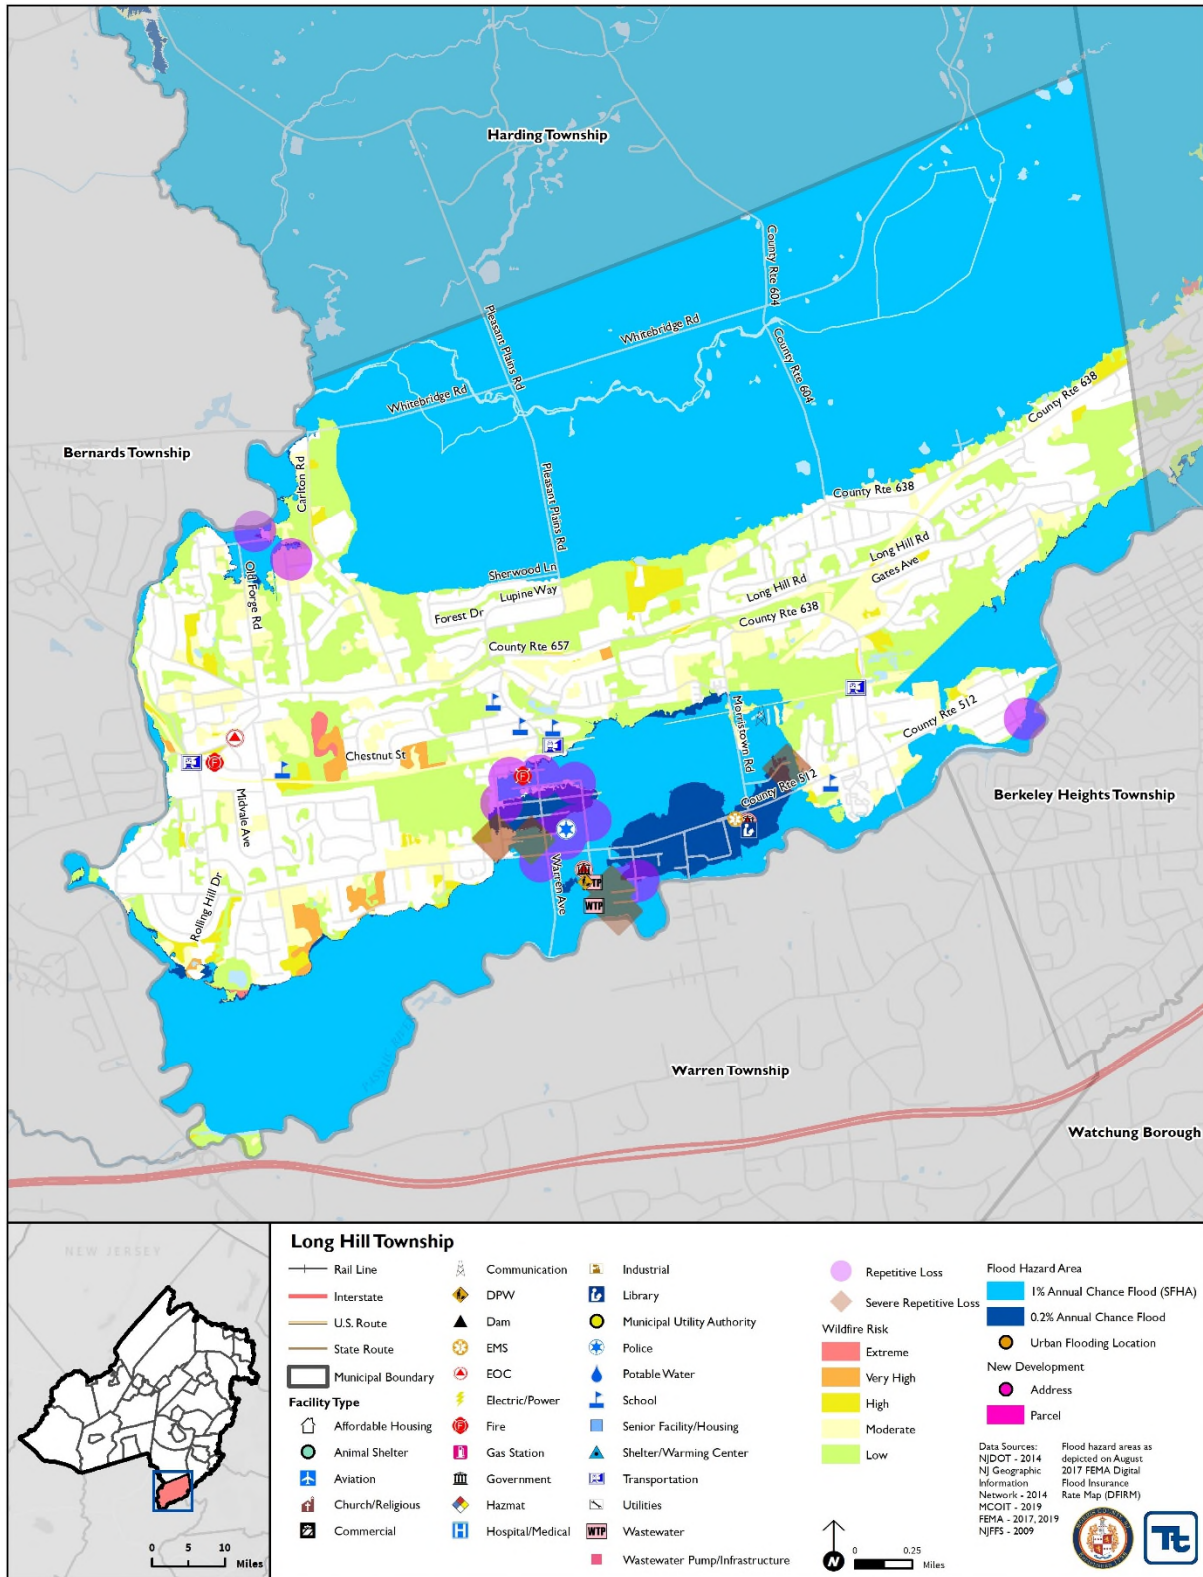 Harding Township
County Rte 604
Pleasant Plains Rd
Whitebridge Rd
County Rte 604
Whitebridge Rd
County Rte 638
Bernards Township
Carlton Rd
Pleasant Plains Rd
County Rte 638
Long Hill Rd
Old Forge Rd
Sherwood Ln
Lupine Way
Gates Ave
Long Hill Rd
Forest Dr
County Rte 638
County Rte 657
Morristown Rd
County Rte 512
Chestnut St
County Rte 512
Midvale Ave
Berkeley Heights Township
Warren Ave
WTP
WTP
Rolling Hill Dr
PASSAIC RIVER
Warren Township
Watchung Borough
NEW JERSEY
0 5 10
Miles
Long Hill Township
Rail Line
Interstate
U.S. Route
State Route
Municipal Boundary
Facility Type
Affordable Housing
Animal Shelter
Aviation
Church/Religious
Commercial
Communication
DPW
Dam
EMS
EOC
Electric/Power
Fire
Gas Station
Government
Hazmat
Hospital/Medical
Industrial
Library
Municipal Utility Authority
Police
Potable Water
School
Senior Facility/Housing
Shelter/Warming Center
Transportation
Utilities
WTP Wastewater
Wastewater Pump/Infrastructure
Repetitive Loss
Severe Repetitive Loss
Wildfire Risk
Extreme
Very High
High
Moderate
Low
N
0 0.25
Miles
Flood Hazard Area
1% Annual Chance Flood (SFHA)
0.2% Annual Chance Flood
Urban Flooding Location
New Development
Address
Parcel
Data Sources:
NJDOT - 2014
NJ Geographic
Information
Network - 2014
MCOIT - 2019
FEMA - 2017, 2019
NJFFS - 2009
Flood hazard areas as
depicted on August
2017 FEMA Digital
Flood Insurance
Rate Map (DFIRM)
Tt